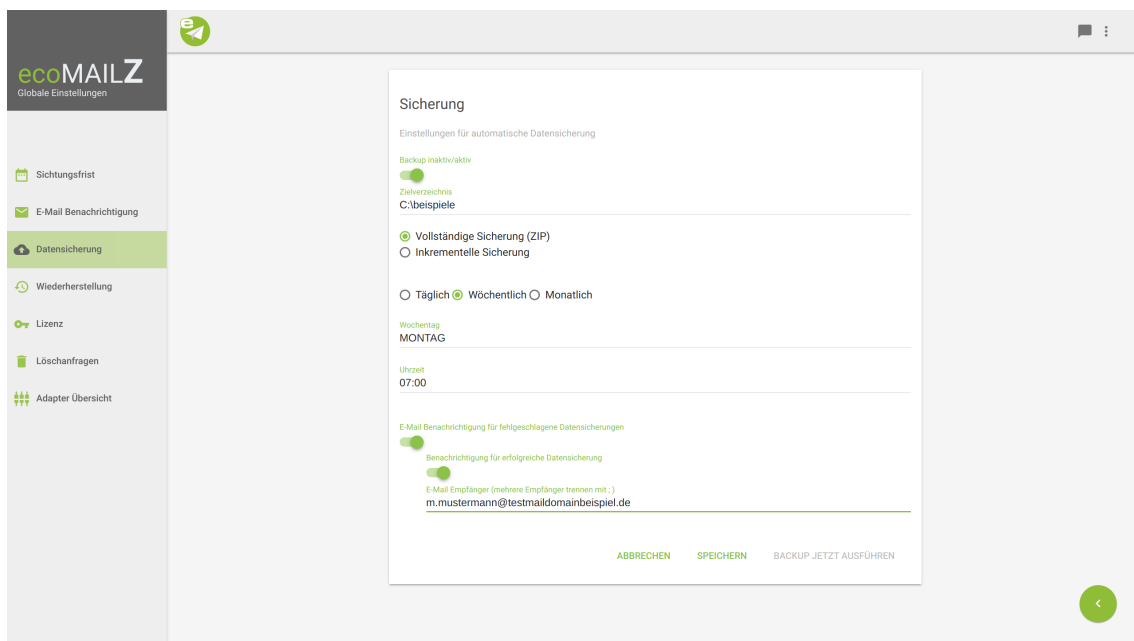 e
ecoMAILZ
Globale Einstellungen
Sichtungsfrist
E-Mail Benachrichtigung
Datensicherung
Wiederherstellung
Lizenz
Löschanfragen
Adapter Übersicht
Sicherung
Einstellungen für automatische Datensicherung
Backup inaktiv/aktiv
Zielverzeichnis
C:\beispiele
Vollständige Sicherung (ZIP)
Inkrementelle Sicherung
Täglich Wöchentlich Monatlich
Wochentag
MONTAG
Uhrzeit
07:00
E-Mail Benachrichtigung für fehlgeschlagene Datensicherungen
Benachrichtigung für erfolgreiche Datensicherung
E-Mail Empfänger (mehrere Empfänger trennen mit ; )
m.mustermann@testmaildomainbeispiel.de
ABBRECHEN SPEICHERN BACKUP JETZT AUSFÜHREN